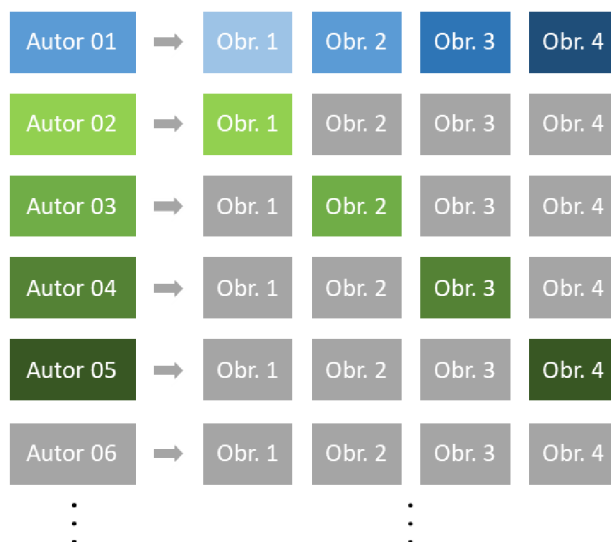 Autor 01 Obr. 1 Obr. 2 Obr. 3 Obr. 4
Autor 02 Obr. 1 Obr. 2 Obr. 3 Obr. 4
Autor 03 Obr. 1 Obr. 2 Obr. 3 Obr. 4
Autor 04 Obr. 1 Obr. 2 Obr. 3 Obr. 4
Autor 05 Obr. 1 Obr. 2 Obr. 3 Obr. 4
Autor 06 Obr. 1 Obr. 2 Obr. 3 Obr. 4